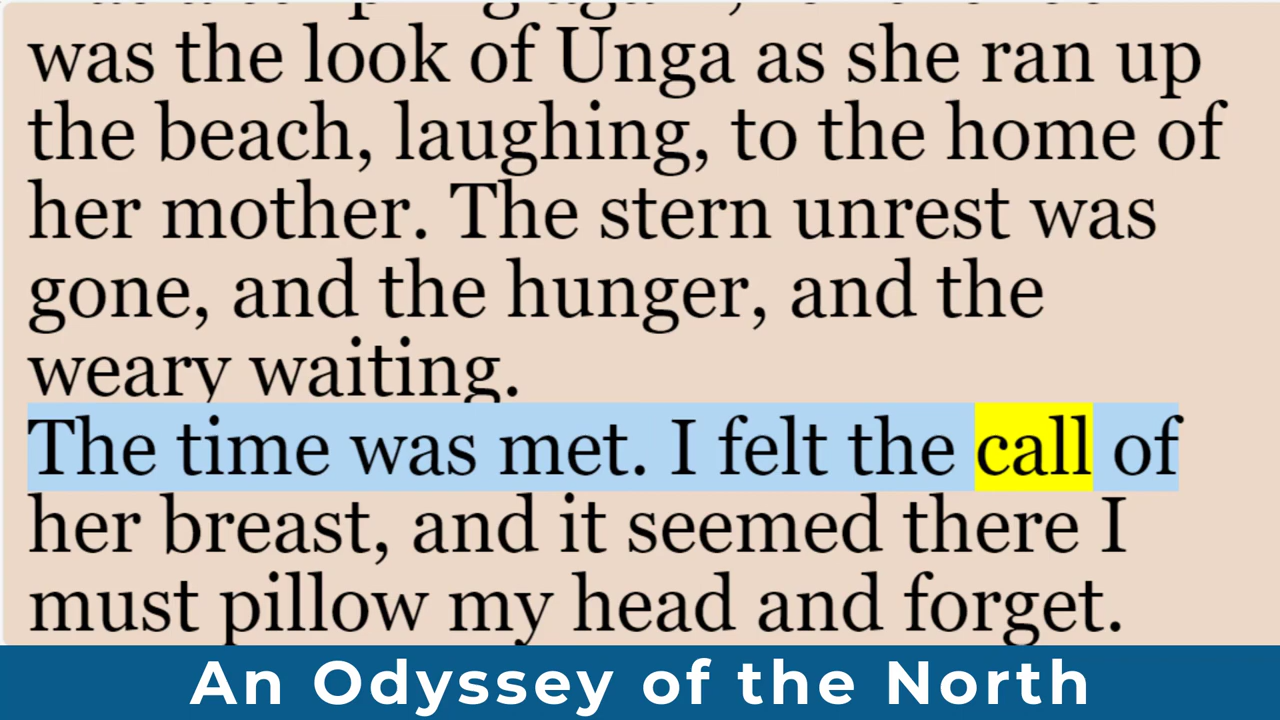 was the look of Unga as she ran up
the beach, laughing, to the home of
her mother. The stern unrest was
gone, and the hunger, and the
weary waiting.
The time was met. I felt the call of
her breast, and it seemed there I
must pillow my head and forget.
An Odyssey of the North